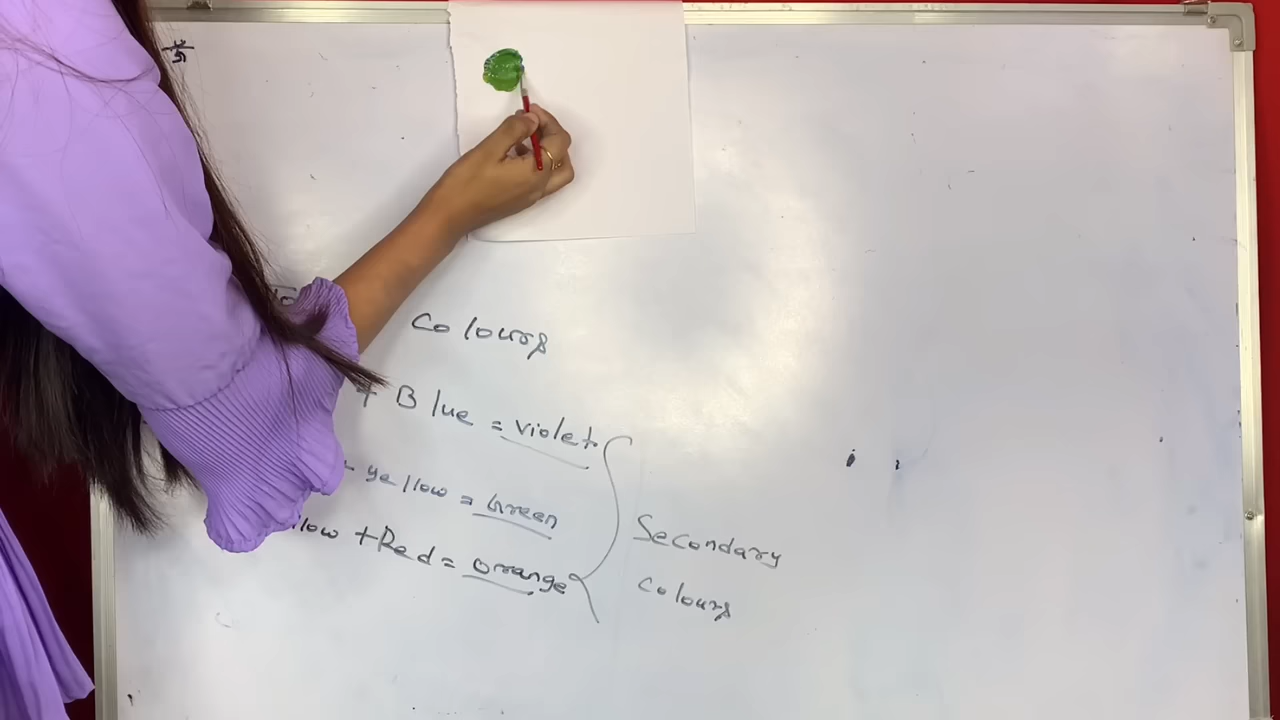 Colours
+ Blue = violet
yellow = Green
llow + Red = orange
Secondary
colours